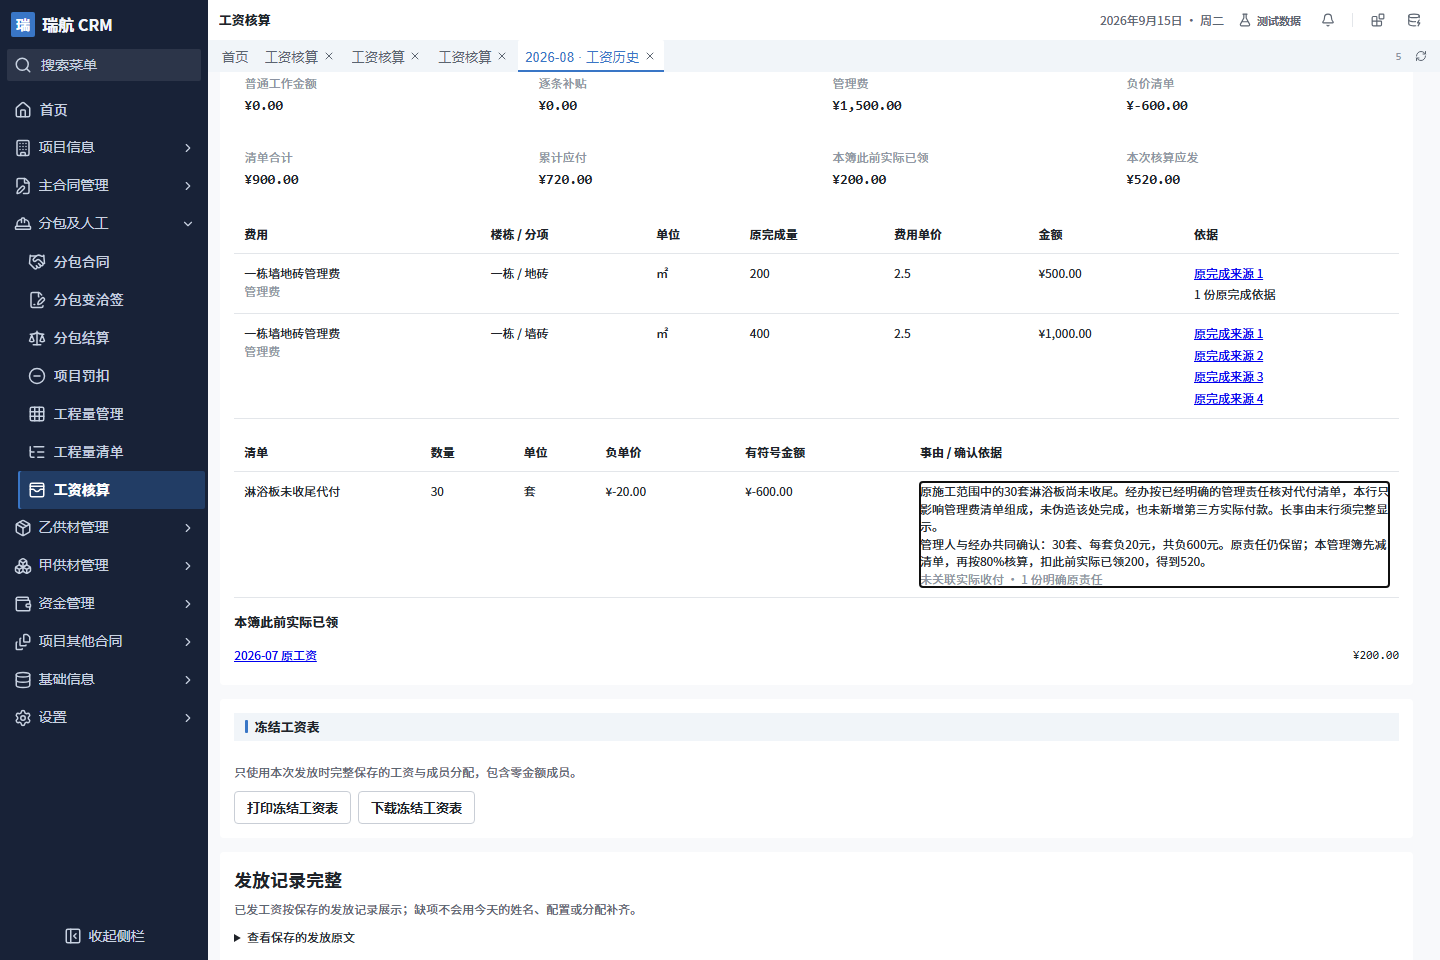 瑞 瑞航 CRM
搜索菜单
首页
项目信息
主合同管理
分包及人工
分包合同
分包变洽签
分包结算
项目罚扣
工程量管理
工程量清单
工资核算
乙供材管理
甲供材管理
资金管理
项目其他合同
基础信息
设置
收起侧栏
工资核算
2026年9月15日 • 周二 测试数据
首页 工资核算 工资核算 工资核算 2026-08 · 工资历史 5
普通工作金额 逐条补贴 管理费 负价清单
¥0.00 ¥0.00 ¥1,500.00 ¥-600.00
清单合计 累计应付 本簿此前实际已领 本次核算应发
¥900.00 ¥720.00 ¥200.00 ¥520.00
费用 楼栋 / 分项 单位 原完成量 费用单价 金额 依据
一栋墙地砖管理费 一栋 / 地砖 ㎡ 200 2.5 ¥500.00 原完成来源 1
管理费 1 份原完成依据
一栋墙地砖管理费 一栋 / 墙砖 ㎡ 400 2.5 ¥1,000.00 原完成来源 1
管理费 原完成来源 2
原完成来源 3
原完成来源 4
清单 数量 单位 负单价 有符号金额 事由 / 确认依据
淋浴板未收尾代付 30 套 ¥-20.00 ¥-600.00 原施工范围中的30套淋浴板尚未收尾。经办按已经明确的管理责任核对代付清单，本行只
影响管理费清单组成，未伪造该处完成，也未新增第三方实际付款。长事由末行须完整显
示。
管理人与经办共同确认：30套、每套负20元，共负600元。原责任仍保留；本管理簿先减
清单，再按80%核算，扣此前实际已领200，得到520。
未关联实际收付 • 1 份明确原责任
本簿此前实际已领
2026-07 原工资 ¥200.00
冻结工资表
只使用本次发放时完整保存的工资与成员分配，包含零金额成员。
打印冻结工资表 下载冻结工资表
发放记录完整
已发工资按保存的发放记录展示；缺项不会用今天的姓名、配置或分配补齐。
查看保存的发放原文